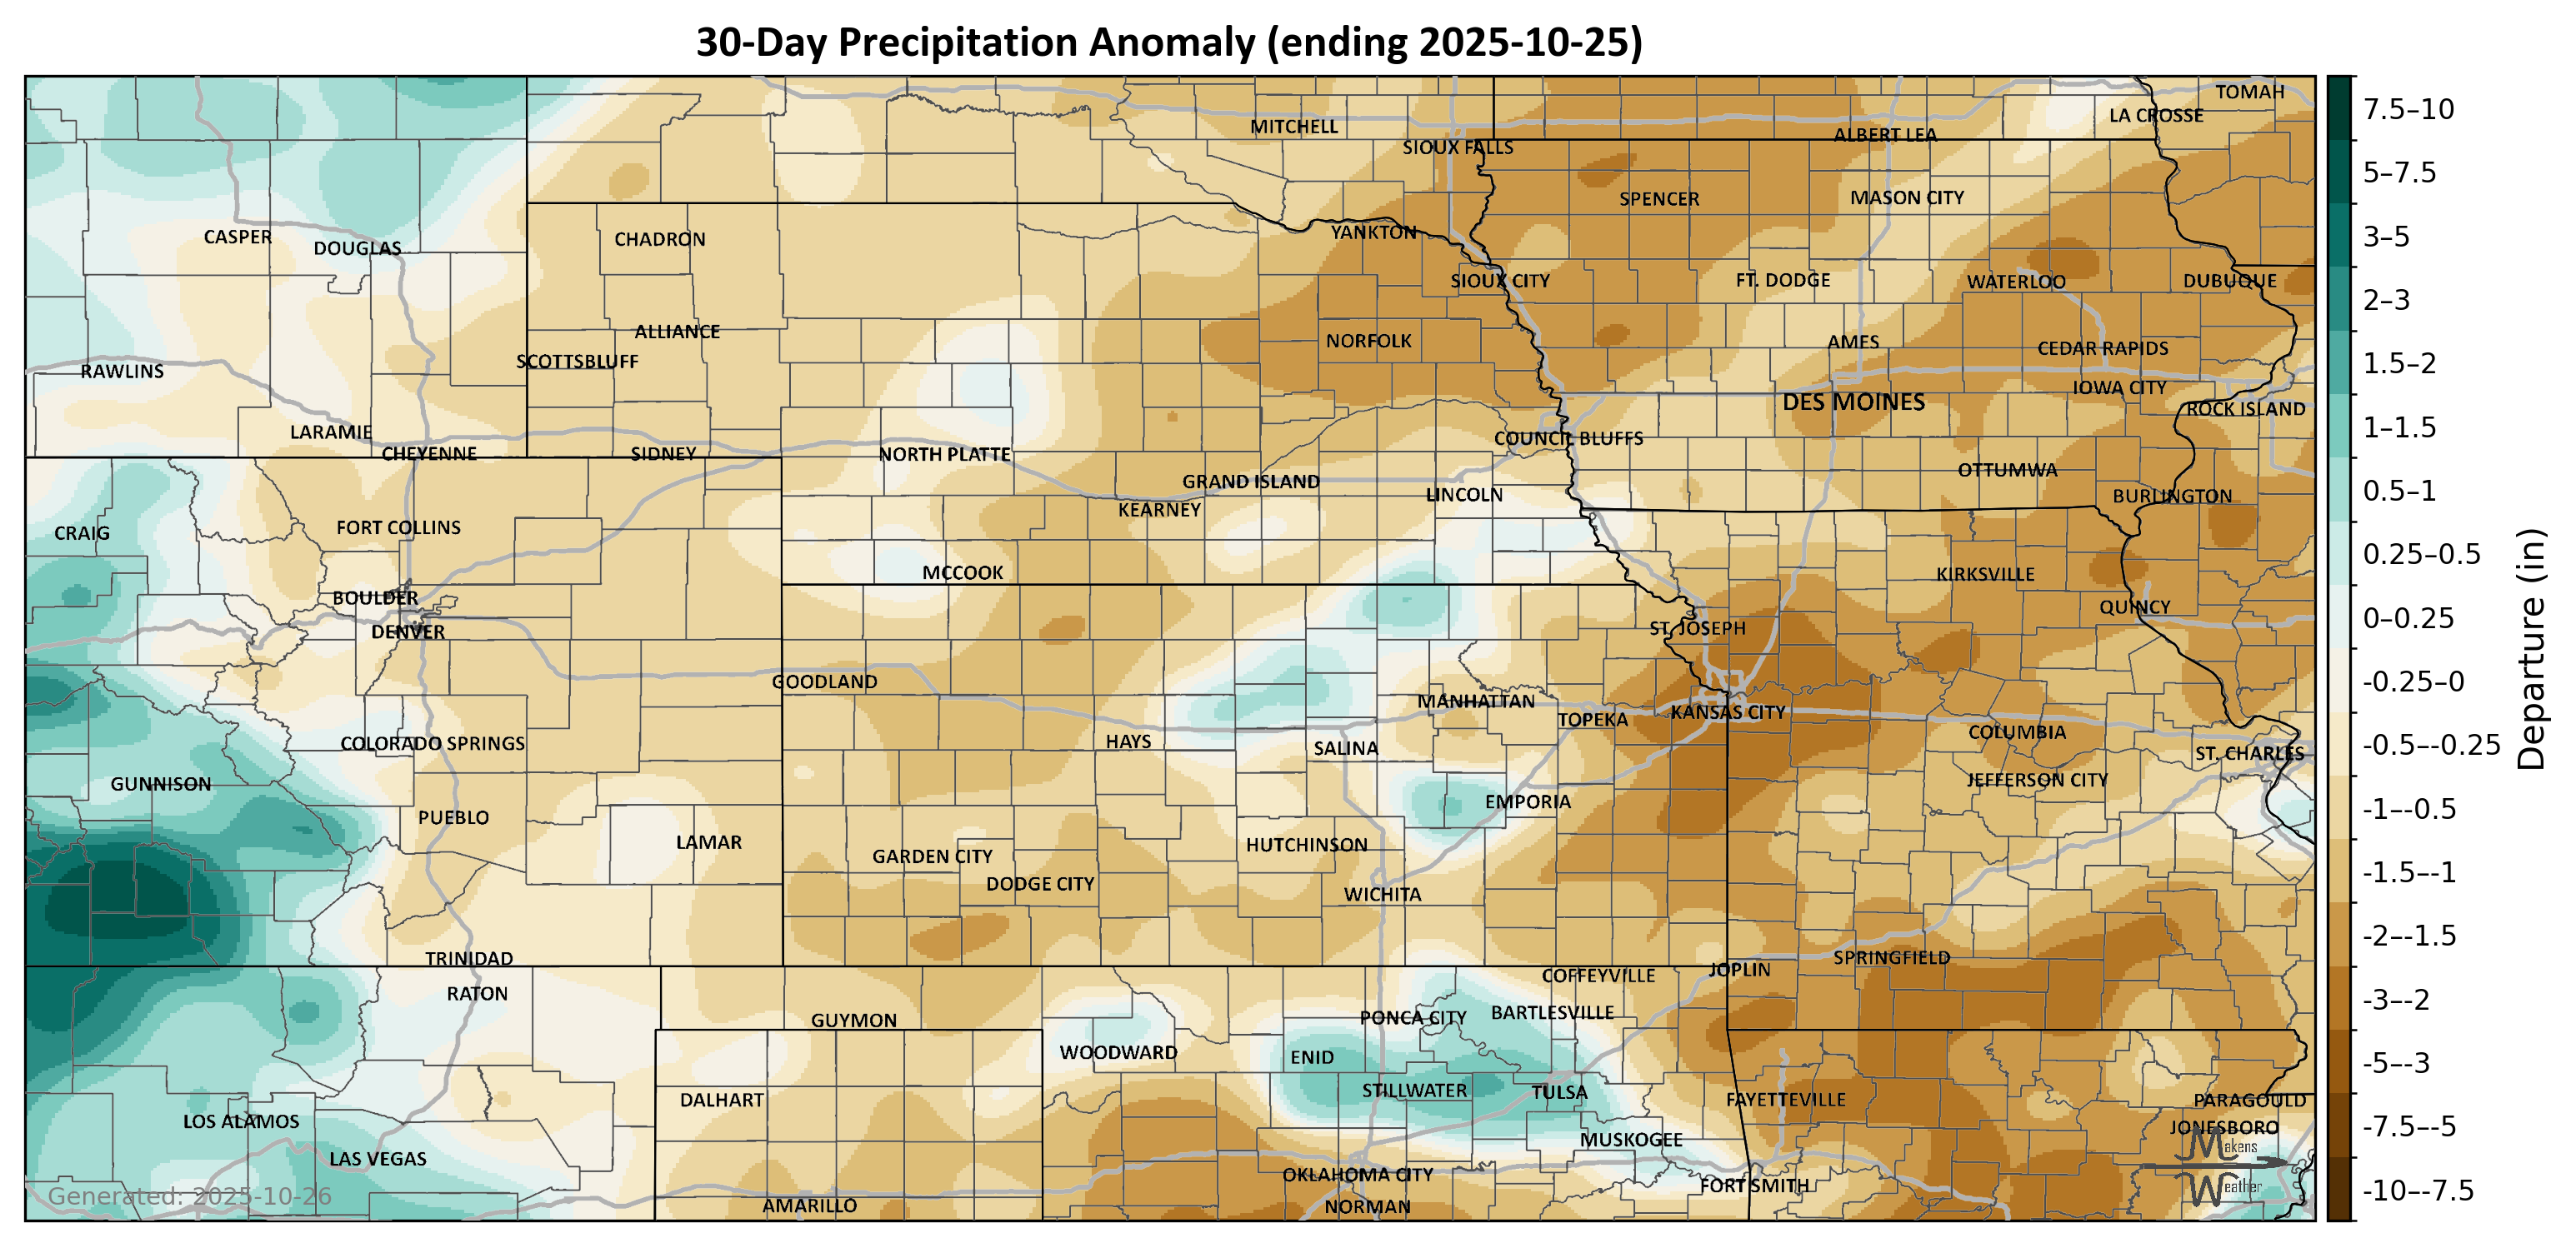 30-Day Precipitation Anomaly (ending 2025-10-25)
TOMAH
LA CROSSE
MITCHELL
ALBERT LEA
SIOUX FALLS
SPENCER
MASON CITY
YANKTON
CASPER
CHADRON
DOUGLAS
SIOUX CITY
FT. DODGE
WATERLOO
DUBUQUE
ALLIANCE
NORFOLK
AMES
CEDAR RAPIDS
SCOTTSBLUFF
RAWLINS
IOWA CITY
DES MOINES
ROCK ISLAND
LARAMIE
COUNCIL BLUFFS
CHEYENNE
SIDNEY
NORTH PLATTE
OTTUMWA
GRAND ISLAND
LINCOLN
BURLINGTON
KEARNEY
CRAIG
FORT COLLINS
MCCOOK
KIRKSVILLE
BOULDER
QUINCY
DENVER
ST. JOSEPH
GOODLAND
MANHATTAN
KANSAS CITY
TOPEKA
COLUMBIA
COLORADO SPRINGS
HAYS
SALINA
ST. CHARLES
GUNNISON
JEFFERSON CITY
EMPORIA
PUEBLO
LAMAR
HUTCHINSON
GARDEN CITY
DODGE CITY
WICHITA
TRINIDAD
SPRINGFIELD
JOPLIN
COFFEYVILLE
RATON
BARTLESVILLE
PONCA CITY
GUYMON
WOODWARD
ENID
STILLWATER
TULSA
DALHART
FAYETTEVILLE
PARAGOULD
LOS ALAMOS
JONESBORO
MUSKOGEE
LAS VEGAS
OKLAHOMA CITY
FORT SMITH
AMARILLO
NORMAN
Generated: 2025-10-26
Makens
Weather
7.5–10
5–7.5
3–5
2–3
1.5–2
1–1.5
0.5–1
0.25–0.5
0–0.25
-0.25–0
-0.5–-0.25
-1–-0.5
-1.5–-1
-2–-1.5
-3–-2
-5–-3
-7.5–-5
-10–-7.5
Departure (in)